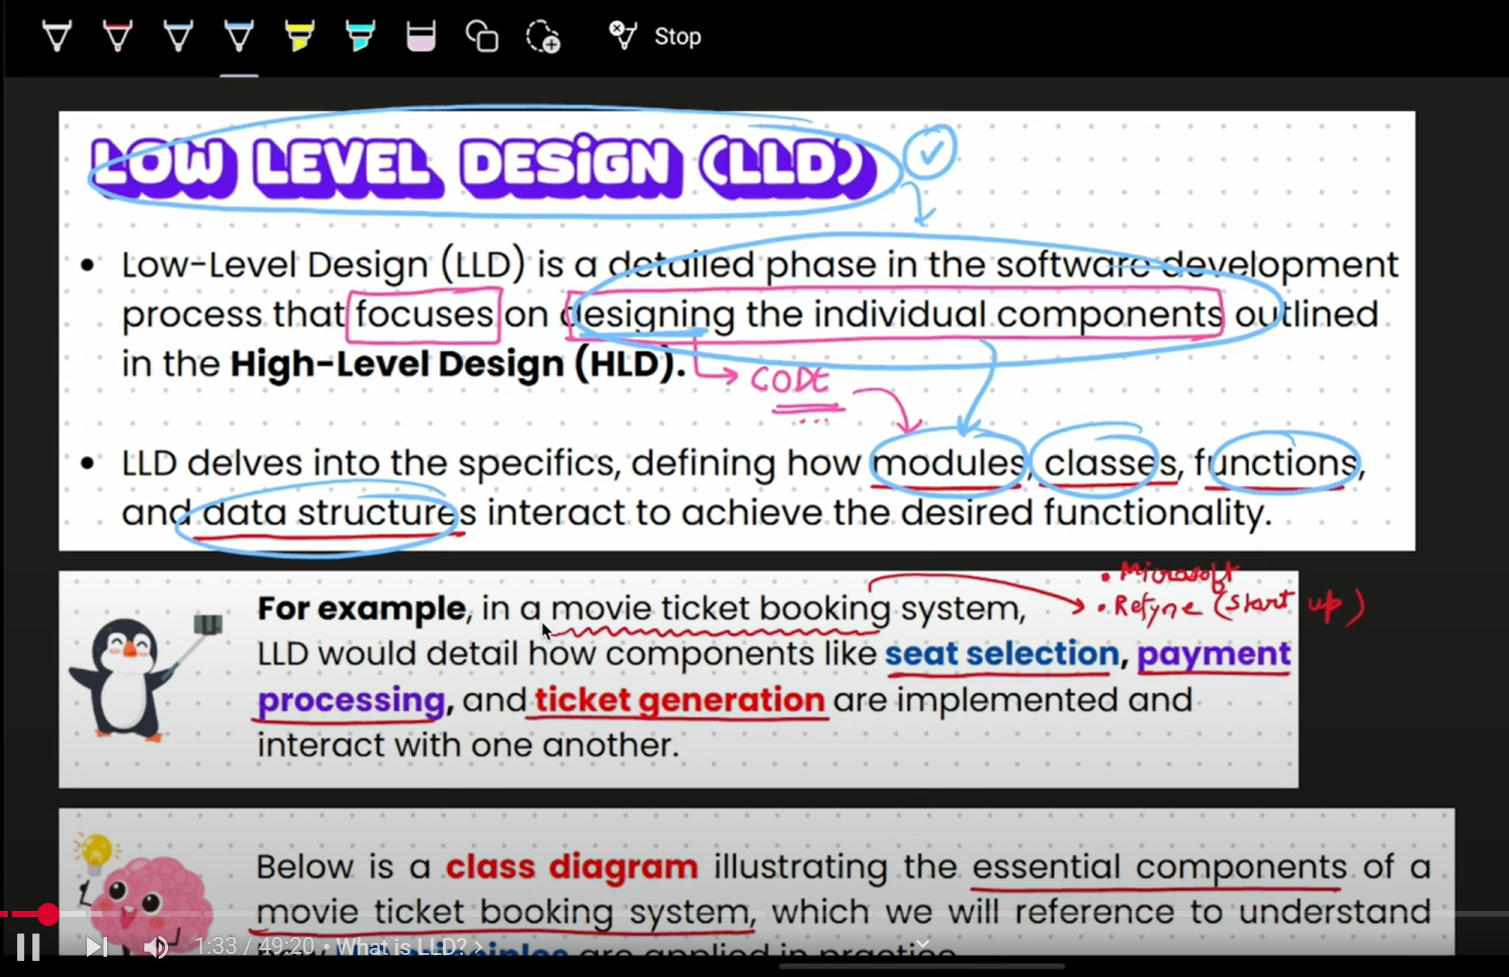 Stop
LOW LEVEL DESIGN (LLD)
• Low-Level Design (LLD) is a detailed phase in the software development
process that focuses on designing the individual components outlined
in the High-Level Design (HLD).
CODE
• LLD delves into the specifics, defining how modules, classes, functions,
and data structures interact to achieve the desired functionality.
• Microsoft
• Refyne (Start up)
For example, in a movie ticket booking system,
LLD would detail how components like seat selection, payment
processing, and ticket generation are implemented and
interact with one another.
Below is a class diagram illustrating the essential components of a
movie ticket booking system, which we will reference to understand
are applied in practice
1:33 / 49:20 • What is LLD? >